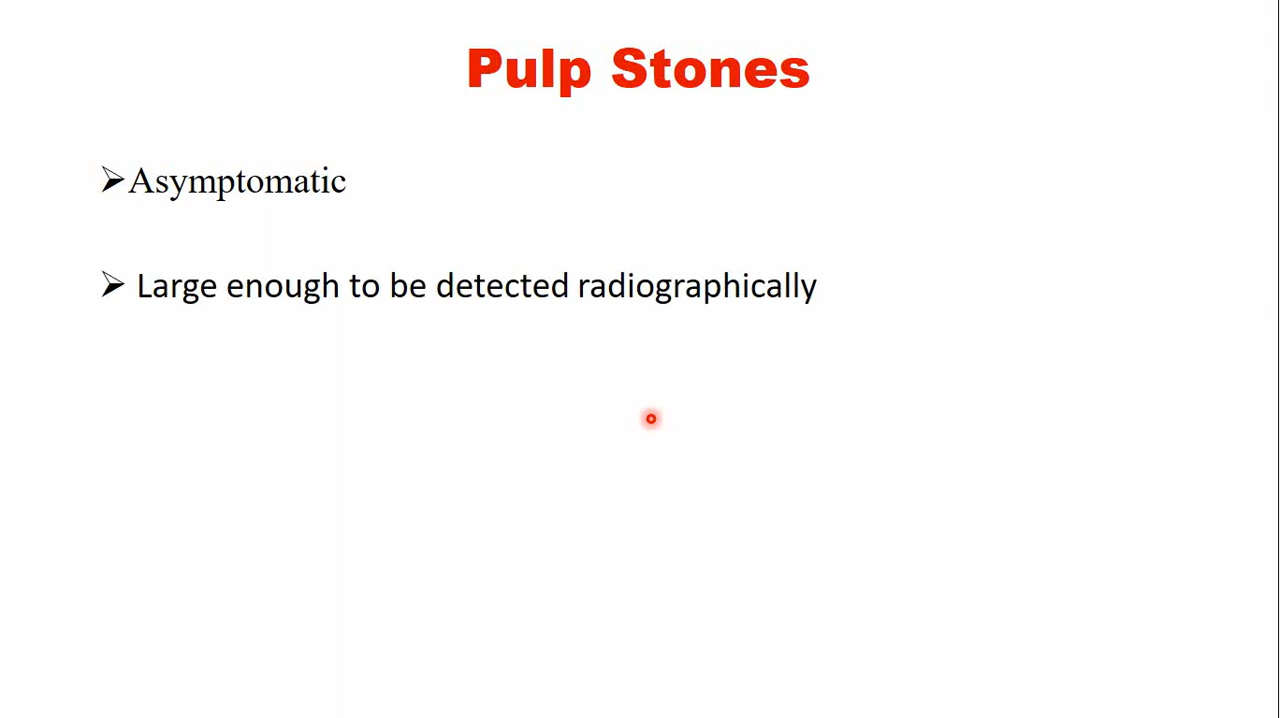 Pulp Stones
➢Asymptomatic
➢ Large enough to be detected radiographically